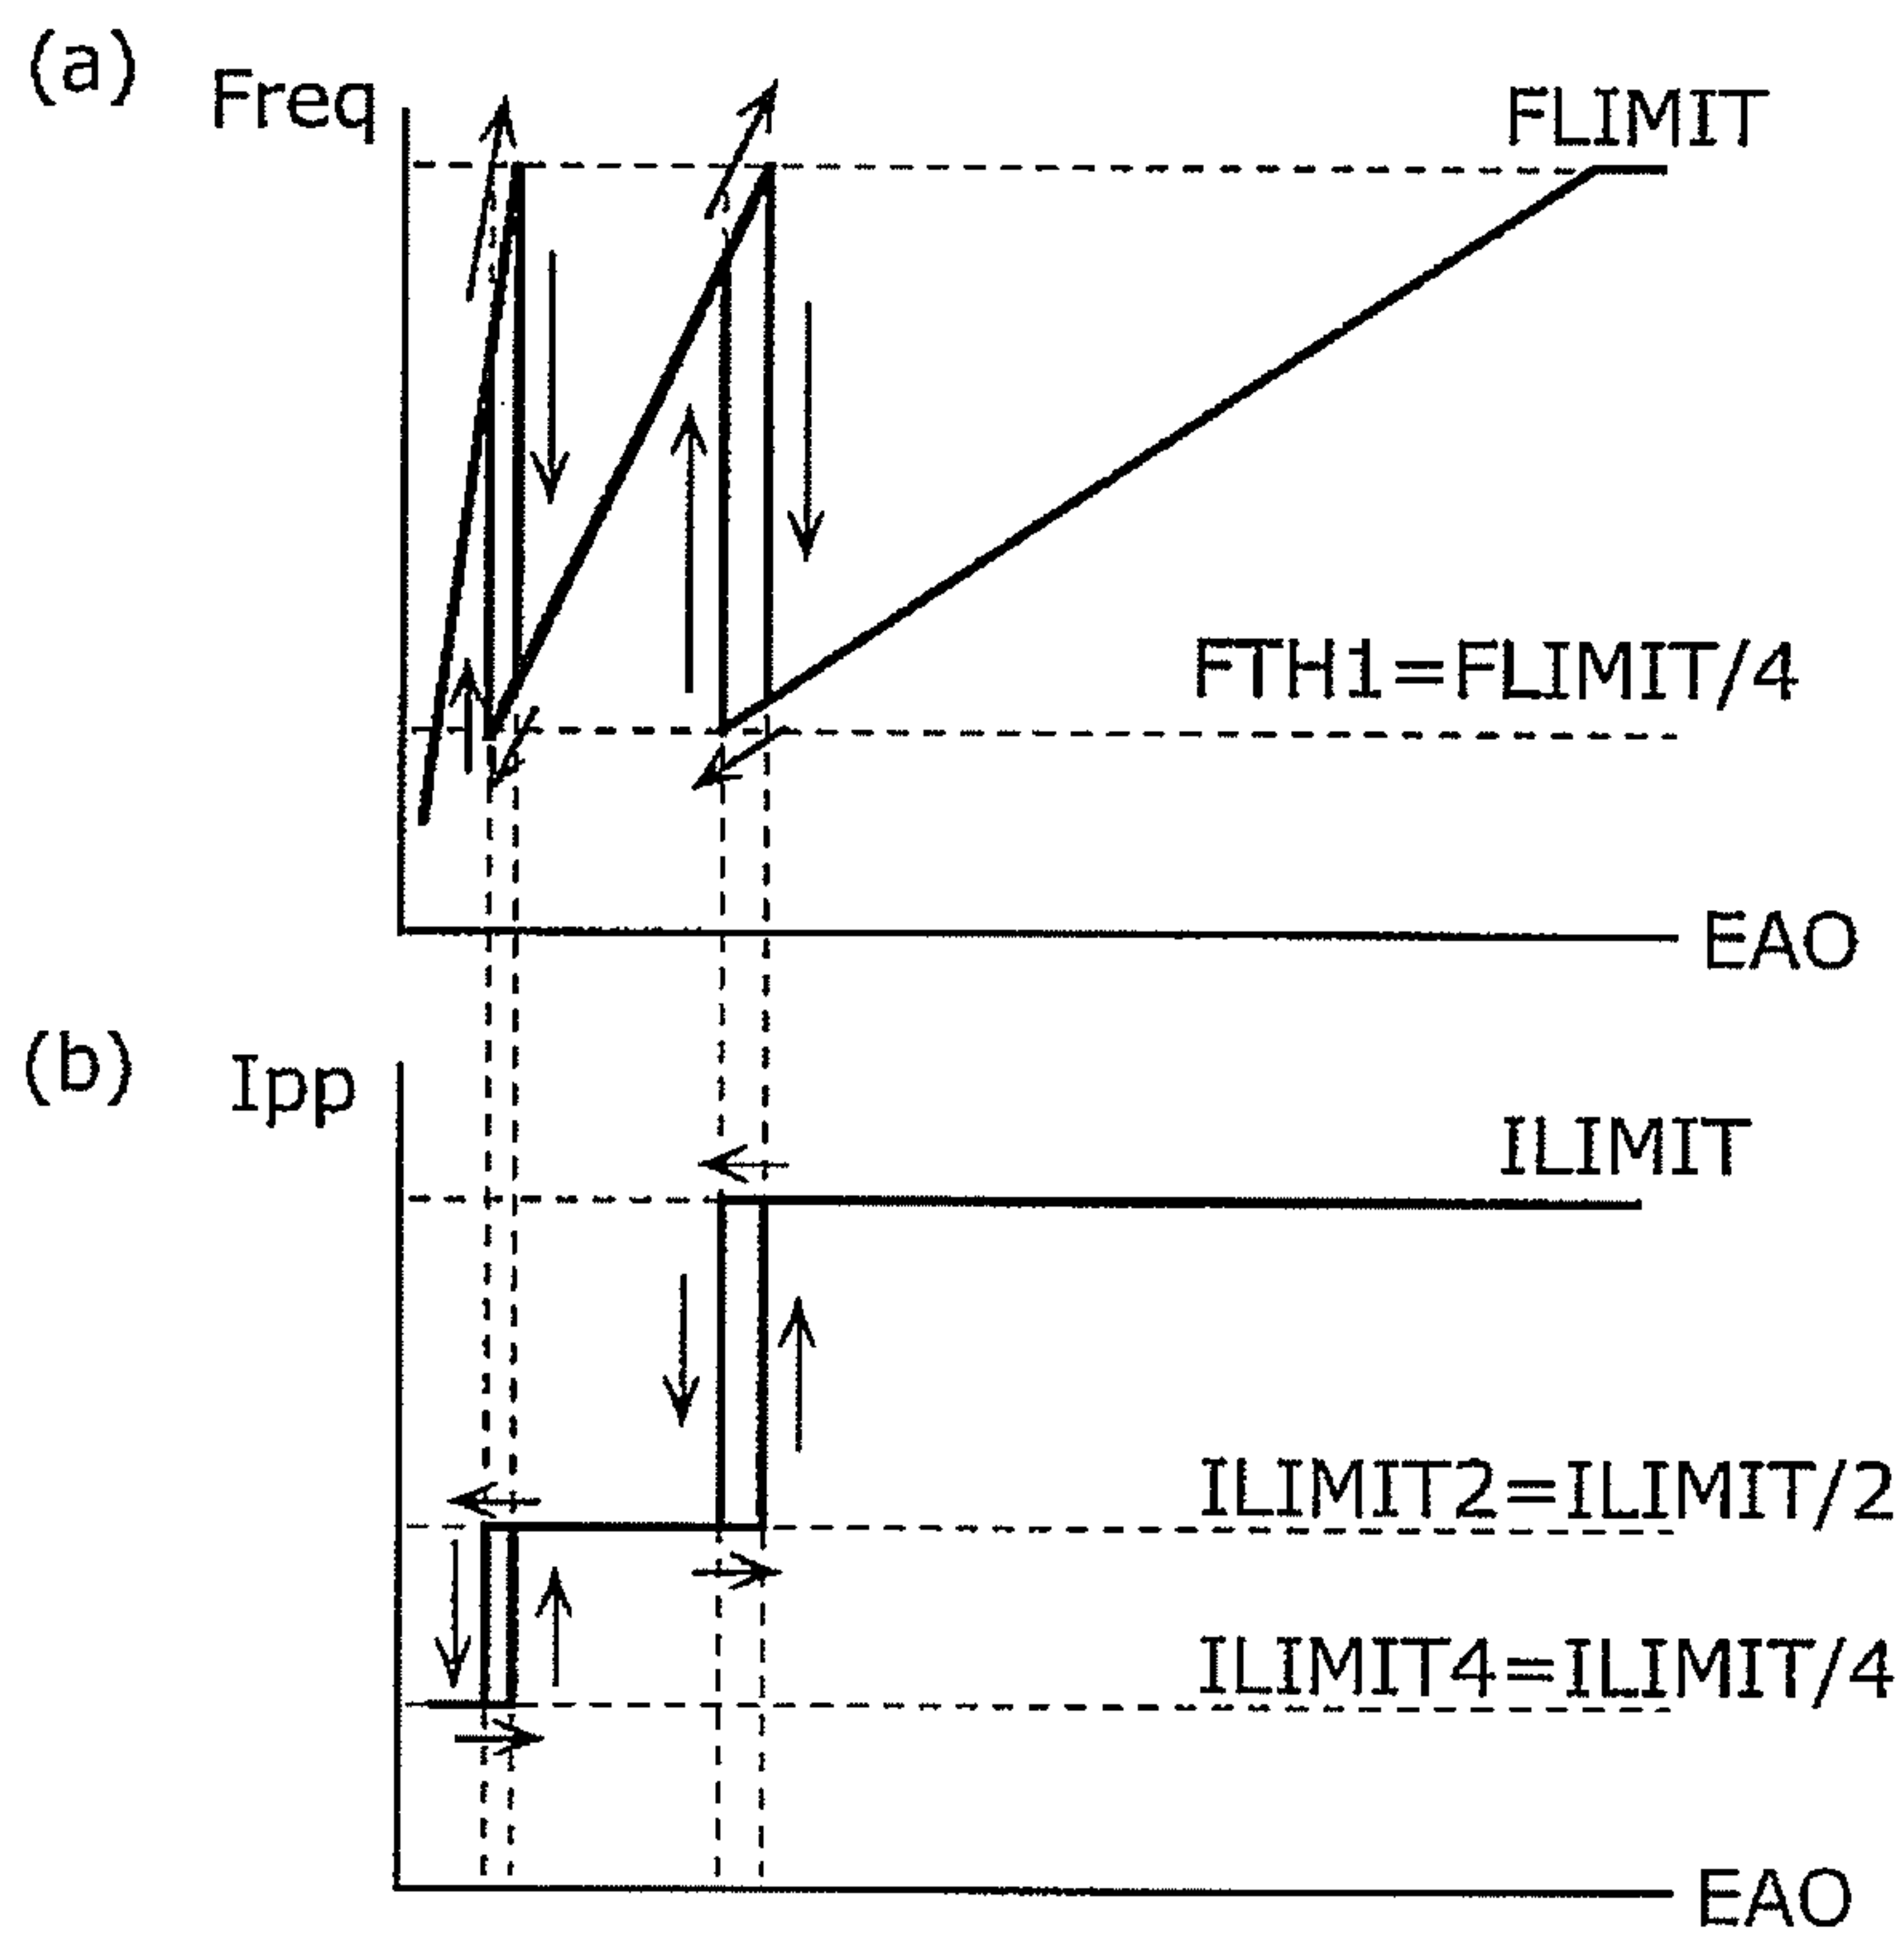 (a)
Freq
FLIMIT
FTH1=FLIMIT/4
EAO
(b)
Ipp
ILIMIT
ILIMIT2=ILIMIT/2
ILIMIT4=ILIMIT/4
EAO